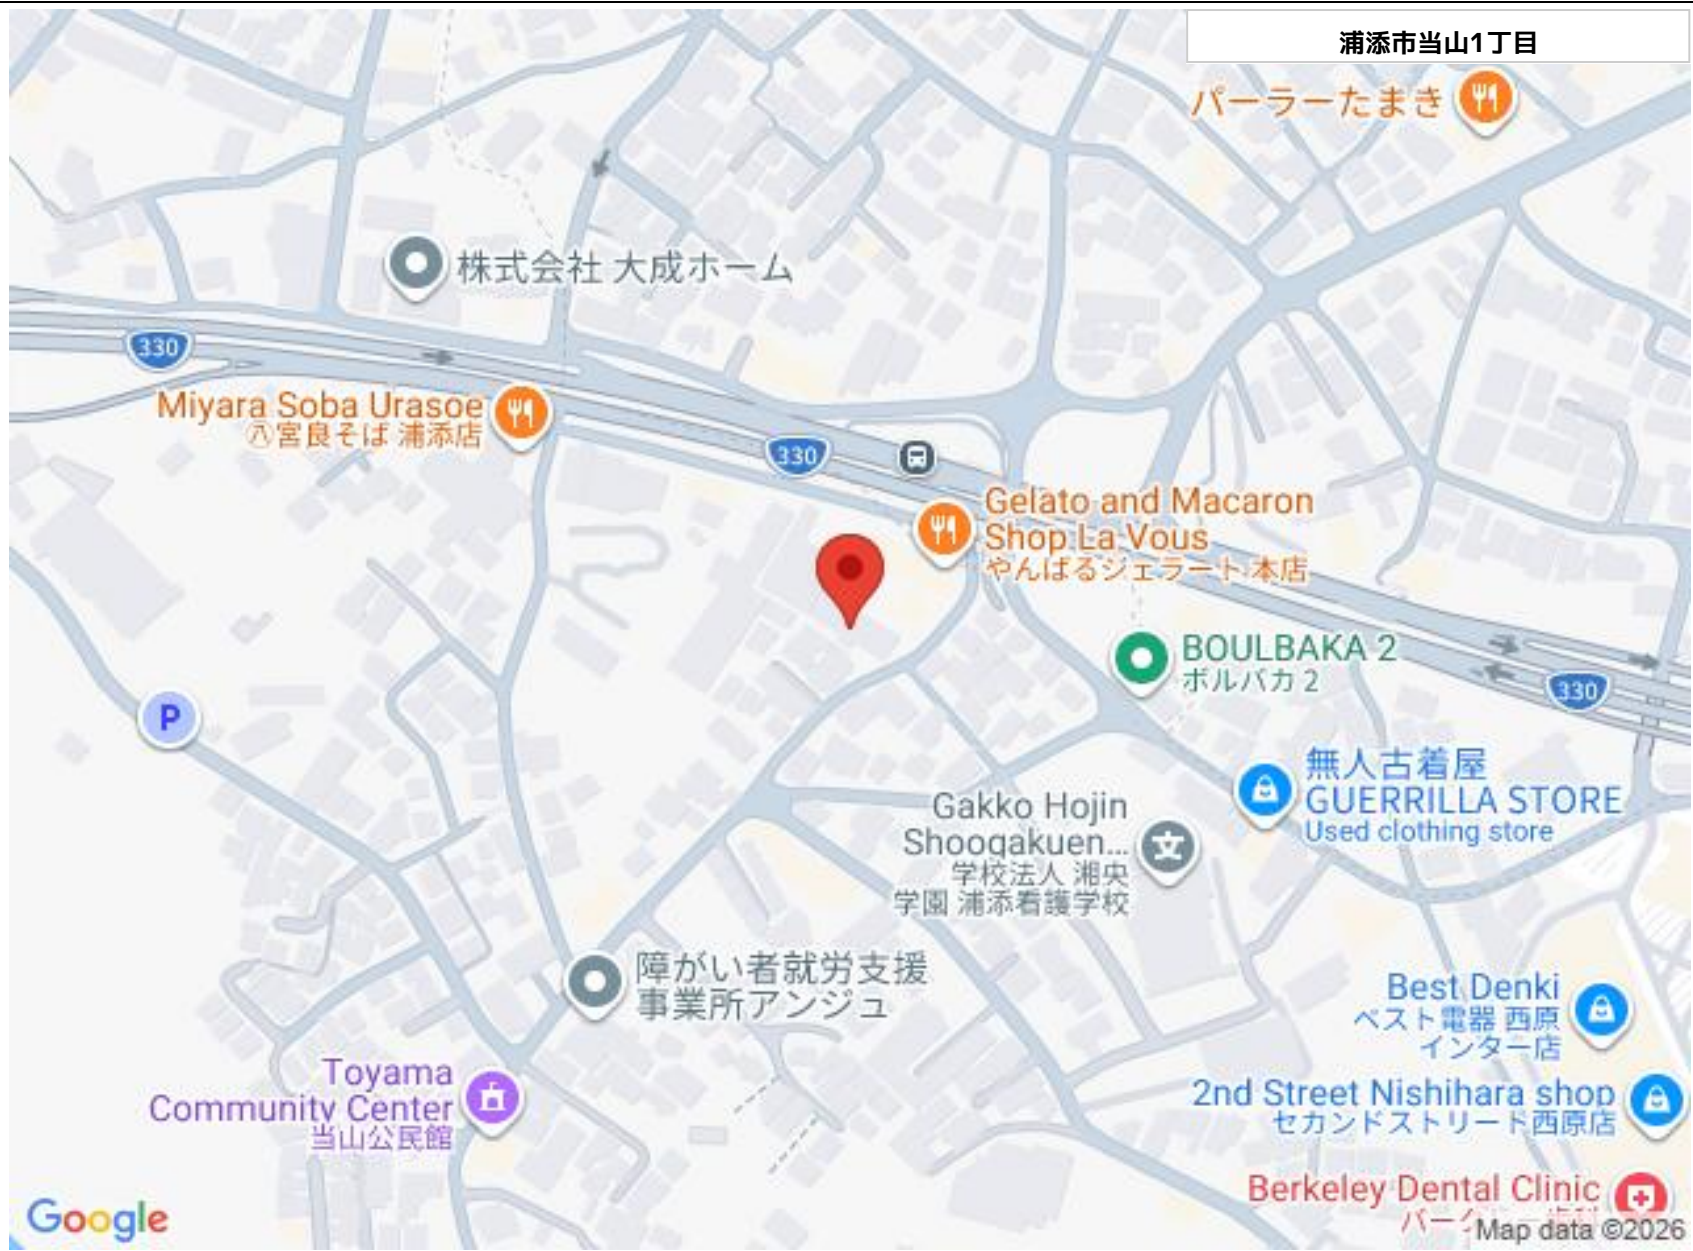 浦添市当山1丁目
パーラーたまき
株式会社 大成ホーム
330
Miyara Soba Urasoe
八宮良そば 浦添店
330
Gelato and Macaron
Shop La Vous
やんばるジェラート 本店
BOULBAKA 2
ボルバカ 2
330
P
無人古着屋
GUERRILLA STORE
Used clothing store
Gakko Hojin
Shoogakuen...
学校法人 湘央
学園 浦添看護学校
文
障がい者就労支援
事業所アンジュ
Best Denki
ベスト電器 西原
インター店
Toyama
Community Center
当山公民館
2nd Street Nishihara shop
セカンドストリート西原店
Berkeley Dental Clinic
Google
Map data ©2026